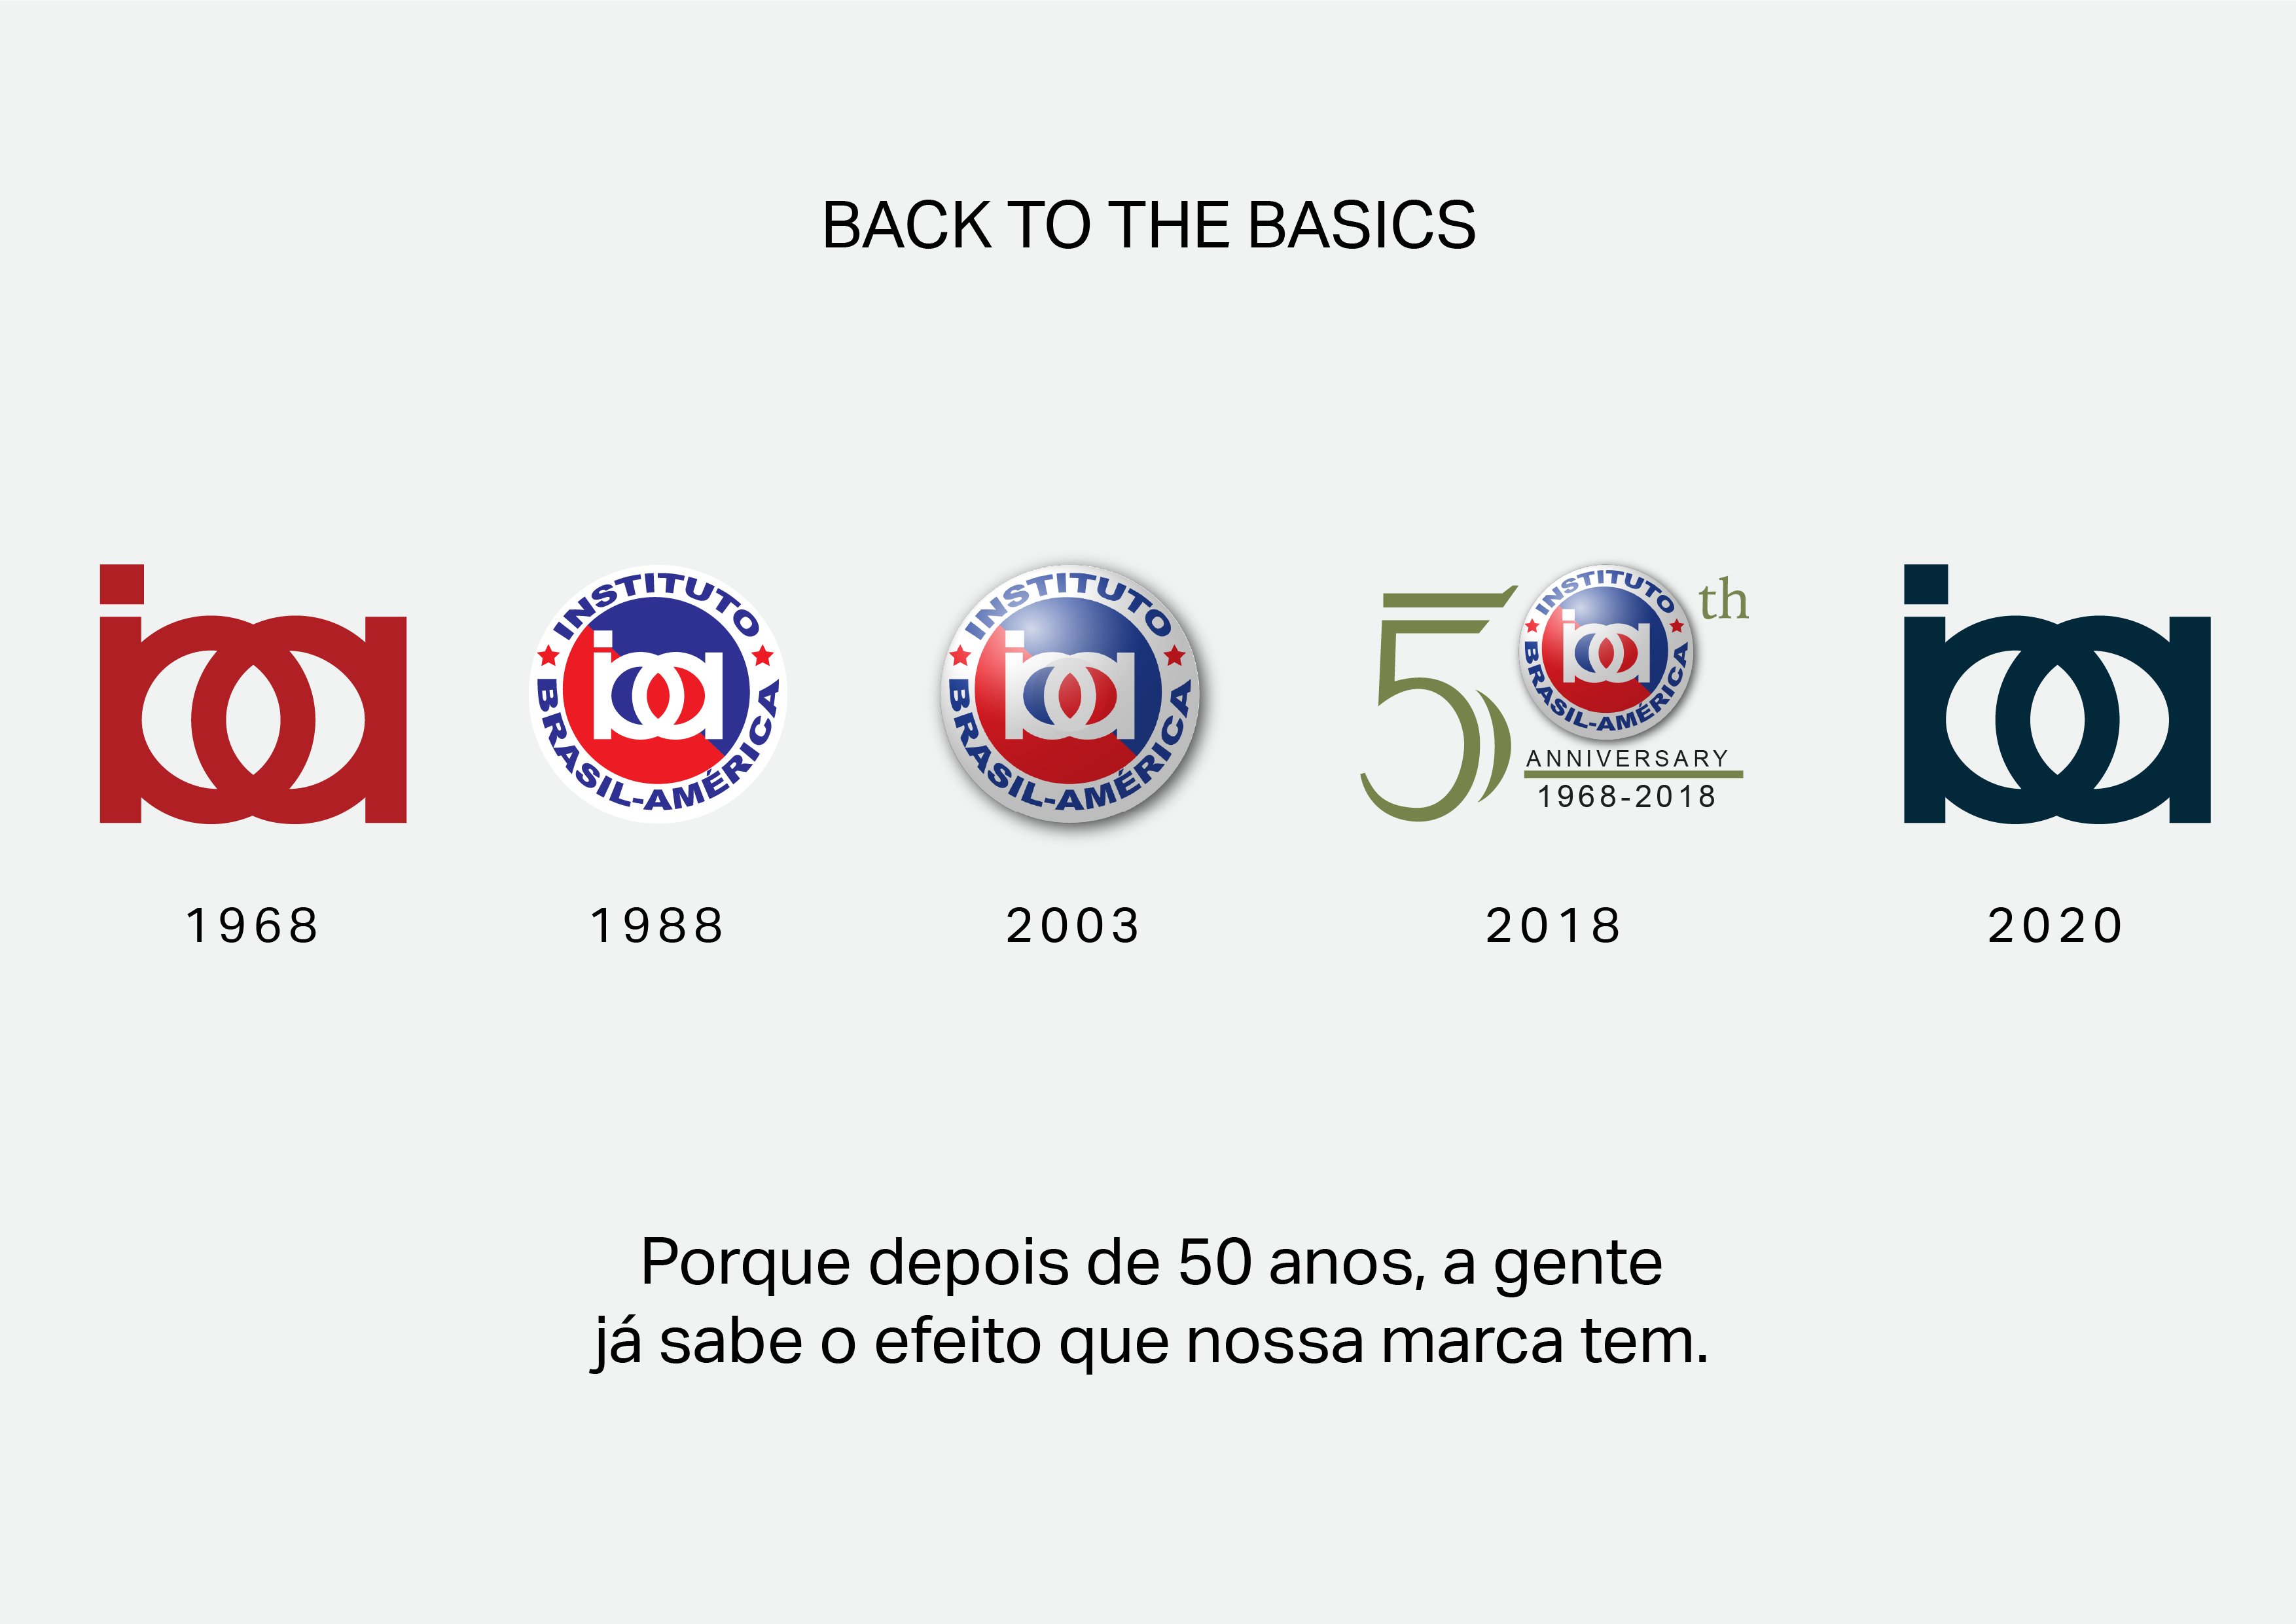 BACK TO THE BASICS
iba
INSTITUTO
BRASIL-AMÉRICA
iba
INSTITUTO
BRASIL-AMÉRICA
iba
50th
INSTITUTO
BRASIL-AMÉRICA
iba
ANNIVERSARY
1968-2018
iba
1968
1988
2003
2018
2020
Porque depois de 50 anos, a gente
já sabe o efeito que nossa marca tem.